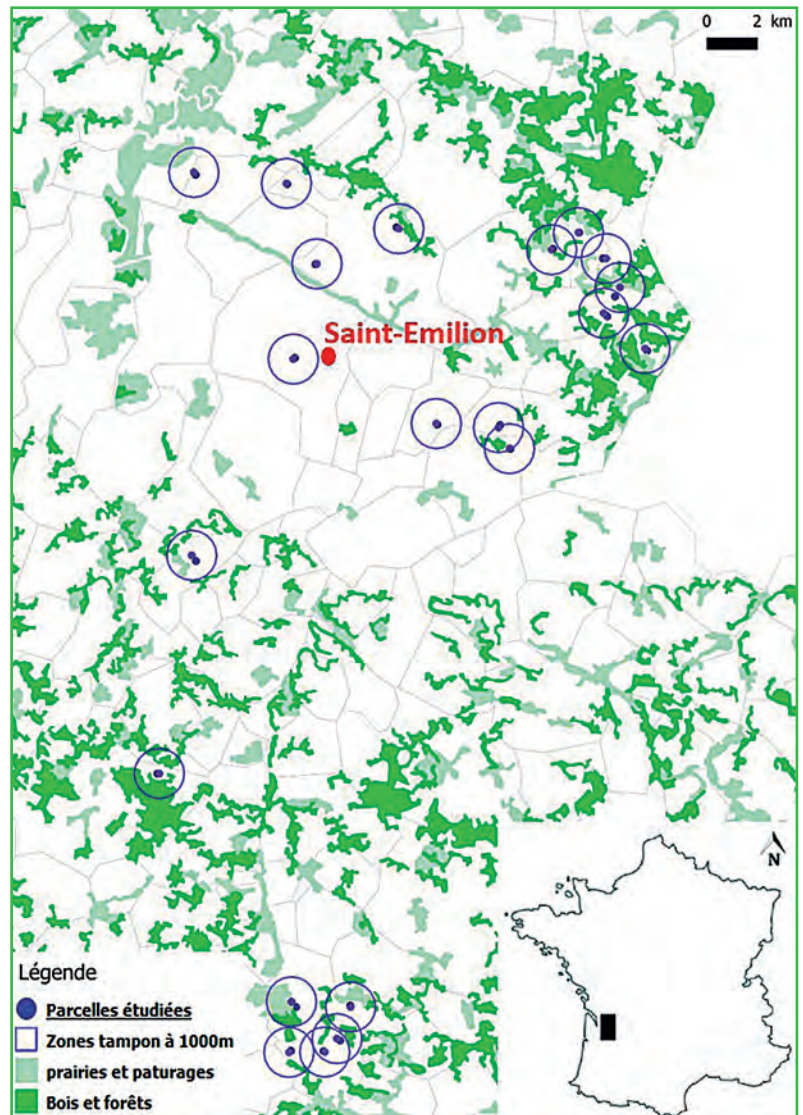 0 2 km
Saint-Emilion
N
Légende
Parcelles étudiées
Zones tampon à 1000m
prairies et paturages
Bois et forêts